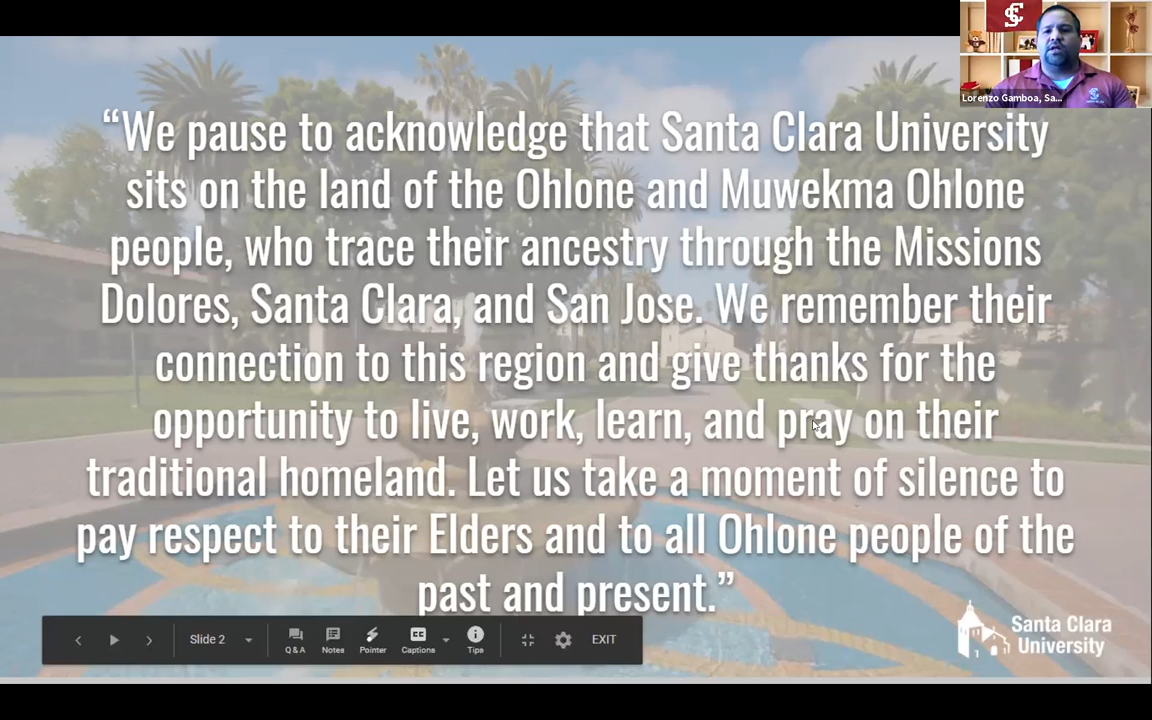 Lorenzo Gamboa, Sa...
“We pause to acknowledge that Santa Clara University
sits on the land of the Ohlone and Muwekma Ohlone
people, who trace their ancestry through the Missions
Dolores, Santa Clara, and San Jose. We remember their
connection to this region and give thanks for the
opportunity to live, work, learn, and pray on their
traditional homeland. Let us take a moment of silence to
pay respect to their Elders and to all Ohlone people of the
past and present.”
Slide 2
Q & A
Notes
Pointer
Captions
Tips
EXIT
Santa Clara
University